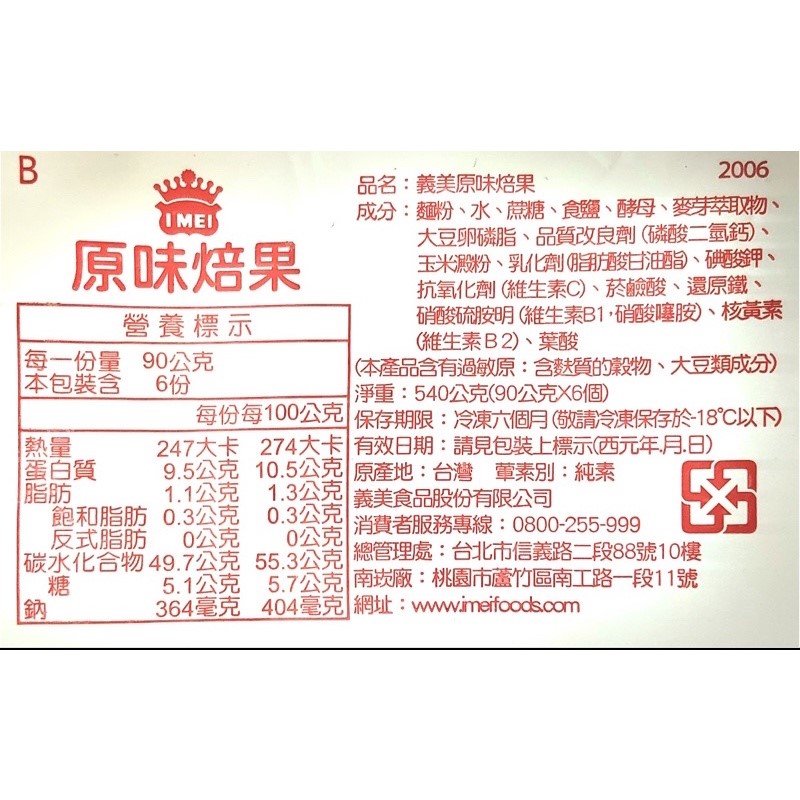 B
I MEI
原味焙果
營養標示
每一份量 90公克
本包裝含 6份
每份每100公克
熱量 247大卡 274大卡
蛋白質 9.5公克 10.5公克
脂肪 1.1公克 1.3公克
飽和脂肪 0.3公克 0.3公克
反式脂肪 0公克 0公克
碳水化合物 49.7公克 55.3公克
糖 5.1公克 5.7公克
鈉 364毫克 404毫克
2006
品名：義美原味焙果
成分：麵粉、水、蔗糖、食鹽、酵母、麥芽萃取物、
大豆卵磷脂、品質改良劑(磷酸二氫鈣)、
玉米澱粉、乳化劑(脂肪酸甘油酯)、碘酸鉀、
抗氧化劑(維生素C)、菸鹼酸、還原鐵、
硝酸硫胺明(維生素B1，硝酸噻胺)、核黃素
(維生素B2)、葉酸
(本產品含有過敏原：含麩質的穀物、大豆類成分)
淨重：540公克(90公克X6個)
保存期限：冷凍六個月(敬請冷凍保存於-18℃以下)
有效日期：請見包裝上標示(西元年.月.日)
原產地：台灣 葷素別：純素
義美食品股份有限公司
消費者服務專線：0800-255-999
總管理處：台北市信義路二段88號10樓
南崁廠：桃園市蘆竹區南工路一段11號
網址：www.imeifoods.com